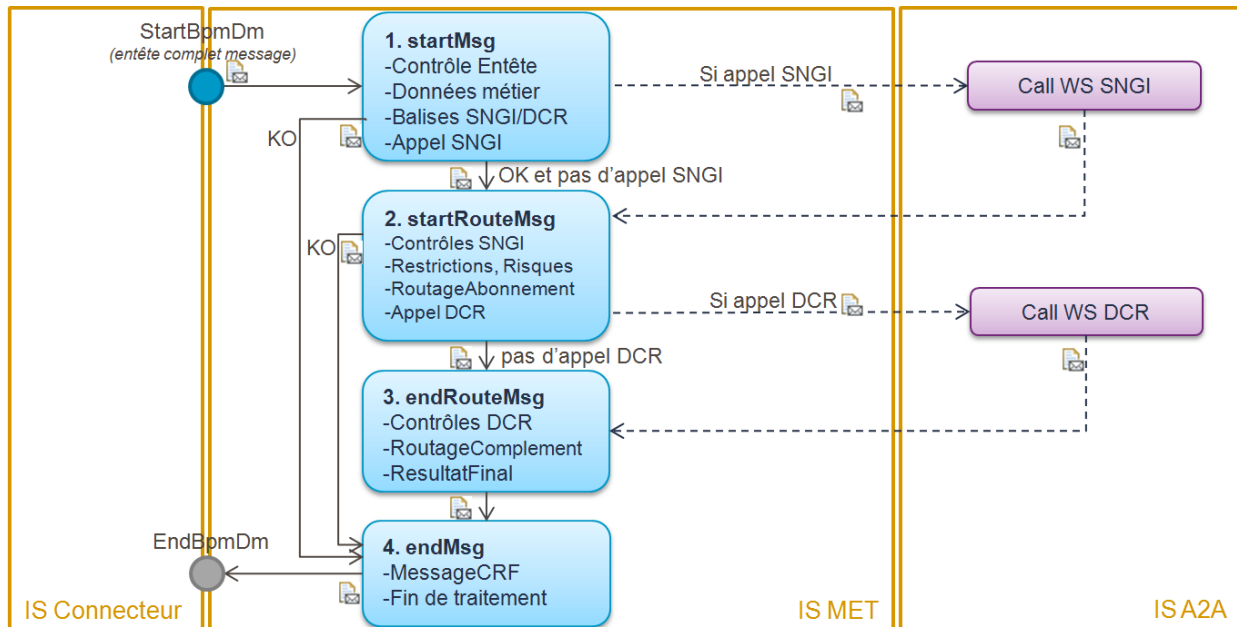 StartBpmDm
(entête complet message)
1. startMsg
-Contrôle Entête
-Données métier
-Balises SNGI/DCR
-Appel SNGI
Si appel SNGI
Call WS SNGI
KO
OK et pas d'appel SNGI
2. startRouteMsg
-Contrôles SNGI
-Restrictions, Risques
-RoutageAbonnement
-Appel DCR
KO
Si appel DCR
Call WS DCR
pas d'appel DCR
3. endRouteMsg
-Contrôles DCR
-RoutageComplement
-ResultatFinal
EndBpmDm
4. endMsg
-MessageCRF
-Fin de traitement
IS Connecteur
IS MET
IS A2A